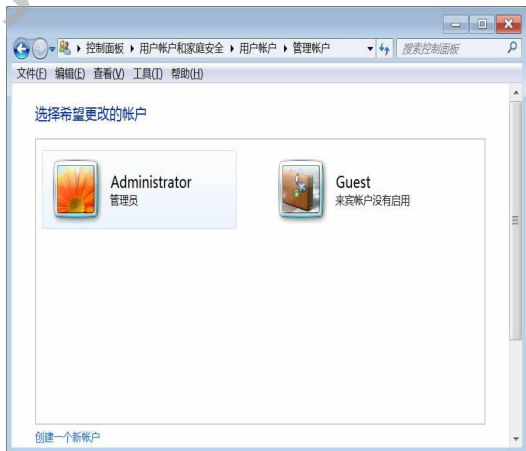 控制面板 ▸ 用户帐户和家庭安全 ▸ 用户帐户 ▸ 管理帐户 搜索控制面板
文件(F) 编辑(E) 查看(V) 工具(T) 帮助(H)
选择希望更改的帐户
Administrator
管理员
Guest
来宾帐户没有启用
创建一个新帐户